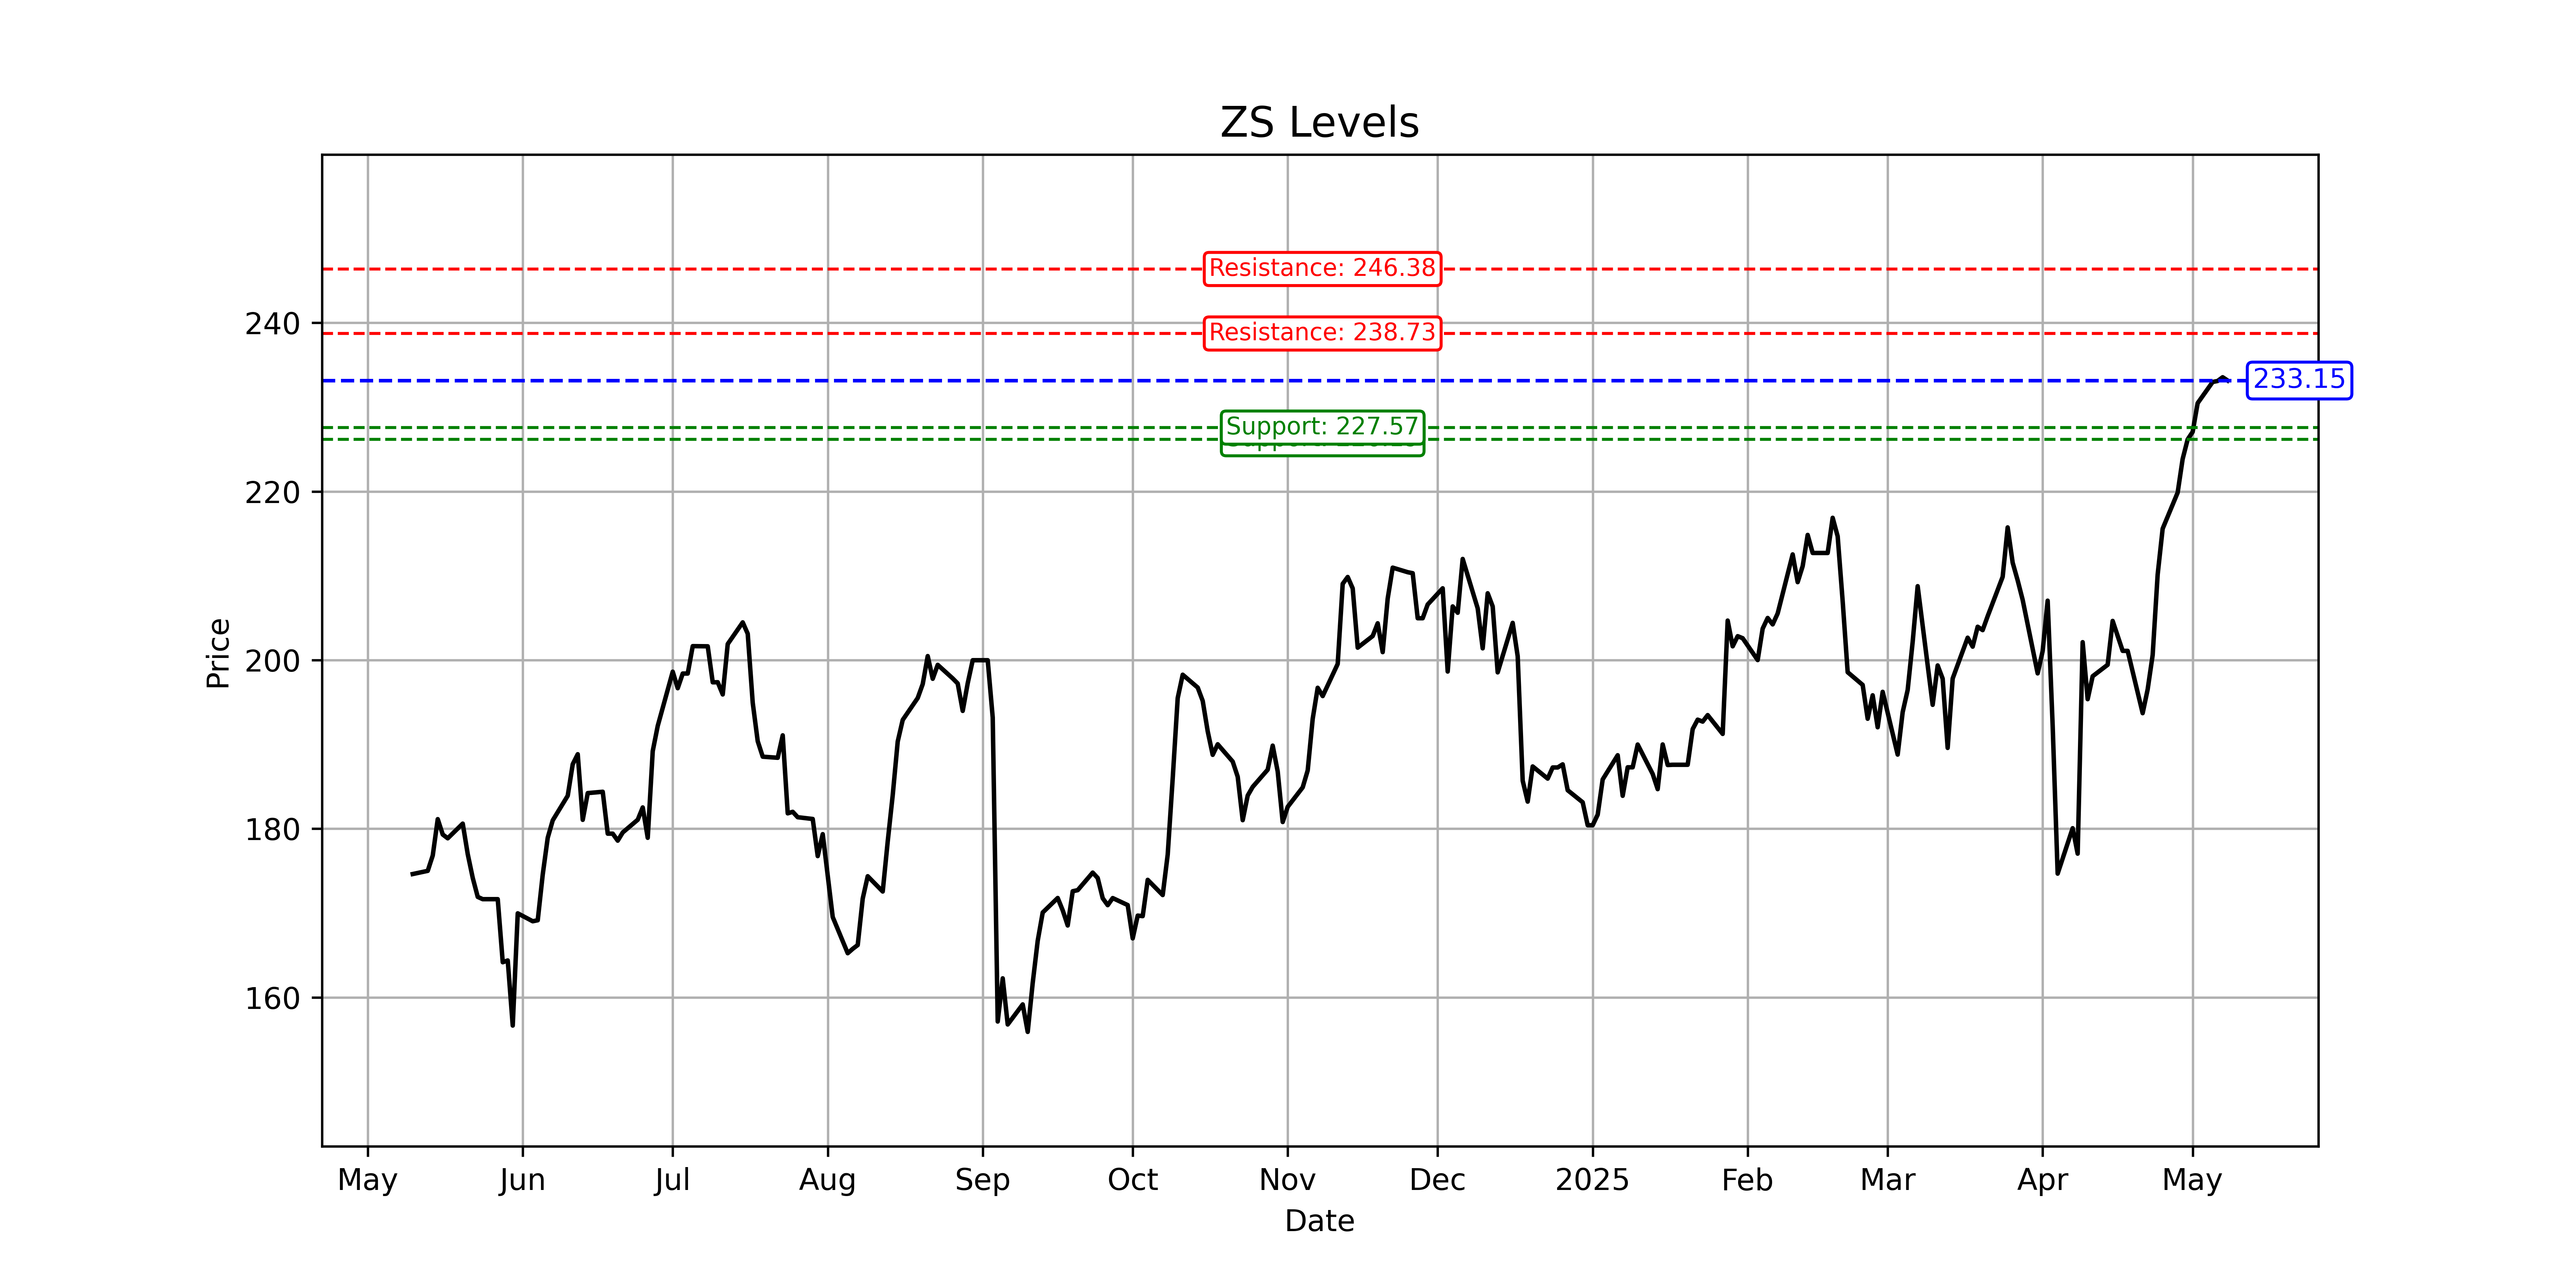 ZS Levels
Resistance: 246.38
Resistance: 238.73
233.15
Support: 227.57
240
220
200
180
160
Price
May Jun Jul Aug Sep Oct Nov Dec 2025 Feb Mar Apr May
Date